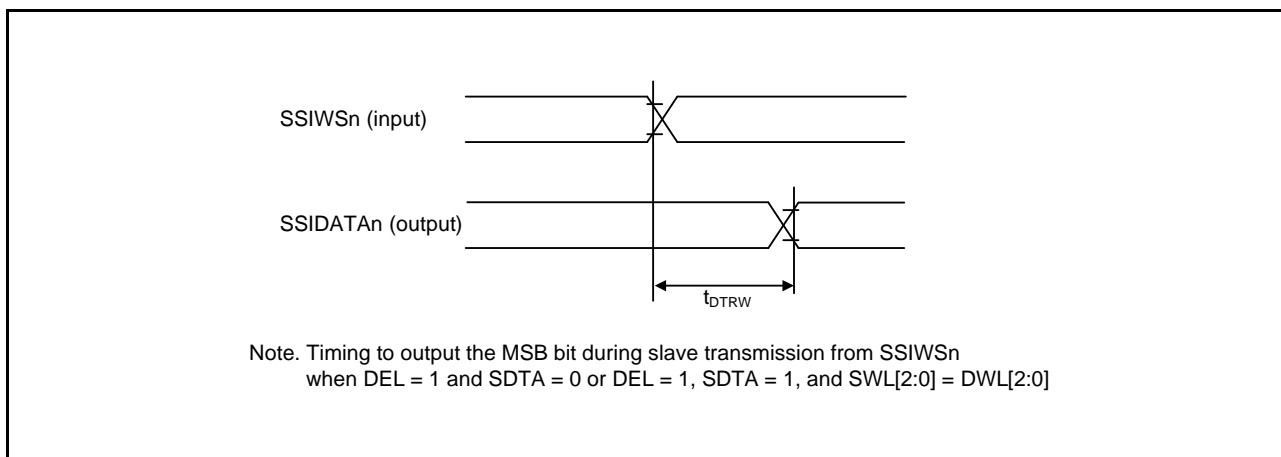 SSIWSn (input)
SSIDATAn (output)
tDTRW
Note. Timing to output the MSB bit during slave transmission from SSIWSn
when DEL = 1 and SDTA = 0 or DEL = 1, SDTA = 1, and SWL[2:0] = DWL[2:0]